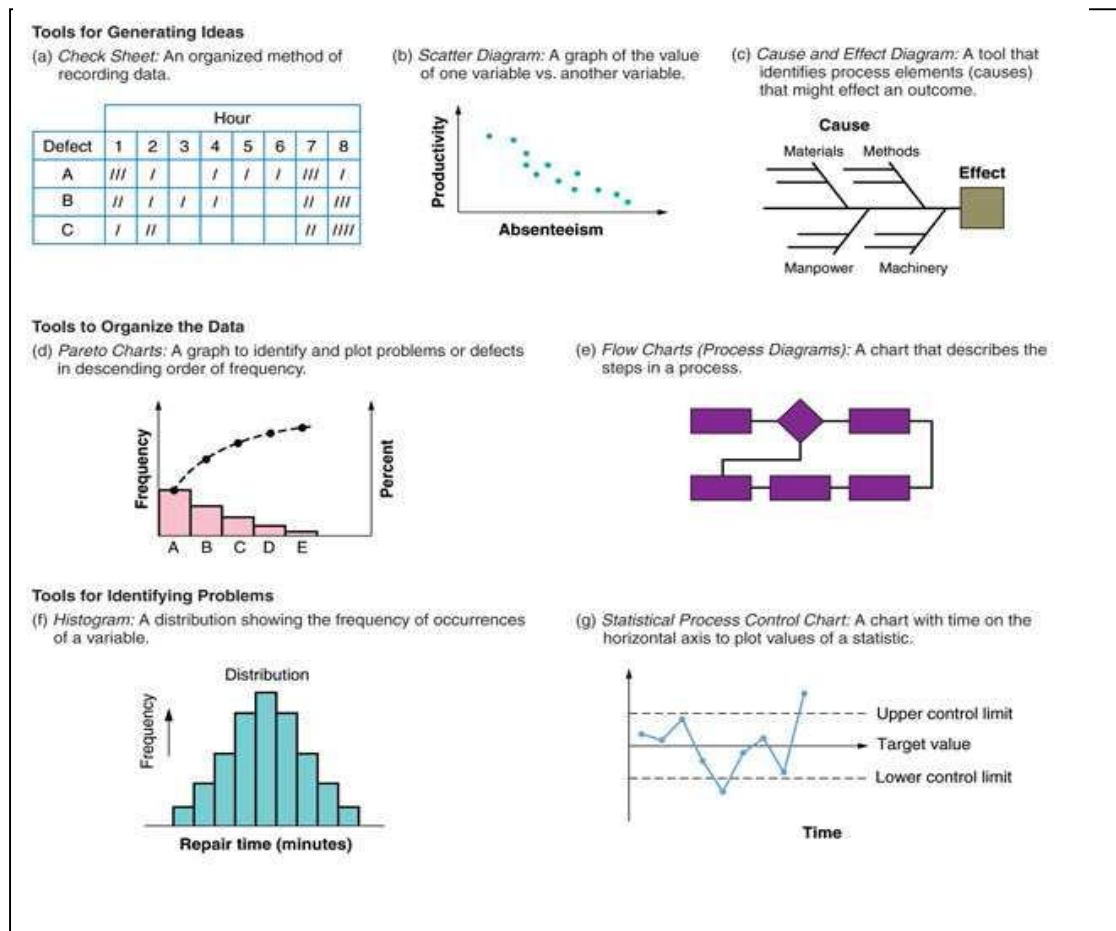 Tools for Generating Ideas
(a) Check Sheet: An organized method of
recording data.
Hour
Defect 1 2 3 4 5 6 7 8
A /// / / / / /// /
B // / / / // ///
C / // // ////
(b) Scatter Diagram: A graph of the value
of one variable vs. another variable.
Productivity
Absenteeism
(c) Cause and Effect Diagram: A tool that
identifies process elements (causes)
that might effect an outcome.
Cause
Materials Methods
Effect
Manpower Machinery
Tools to Organize the Data
(d) Pareto Charts: A graph to identify and plot problems or defects
in descending order of frequency.
Frequency
Percent
A B C D E
(e) Flow Charts (Process Diagrams): A chart that describes the
steps in a process.
Tools for Identifying Problems
(f) Histogram: A distribution showing the frequency of occurrences
of a variable.
Distribution
Frequency
Repair time (minutes)
(g) Statistical Process Control Chart: A chart with time on the
horizontal axis to plot values of a statistic.
Upper control limit
Target value
Lower control limit
Time